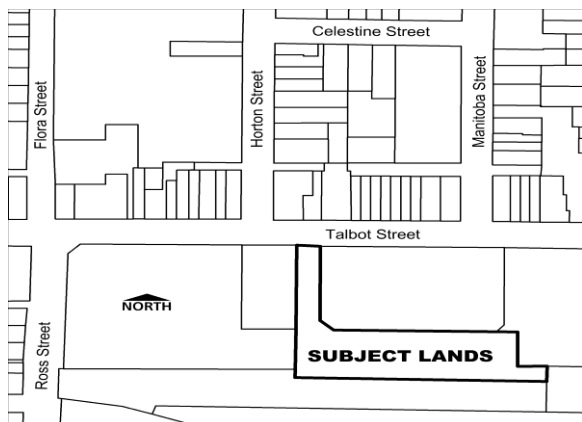 Celestine Street
Flora Street
Horton Street
Manitoba Street
Talbot Street
NORTH
Ross Street
SUBJECT LANDS